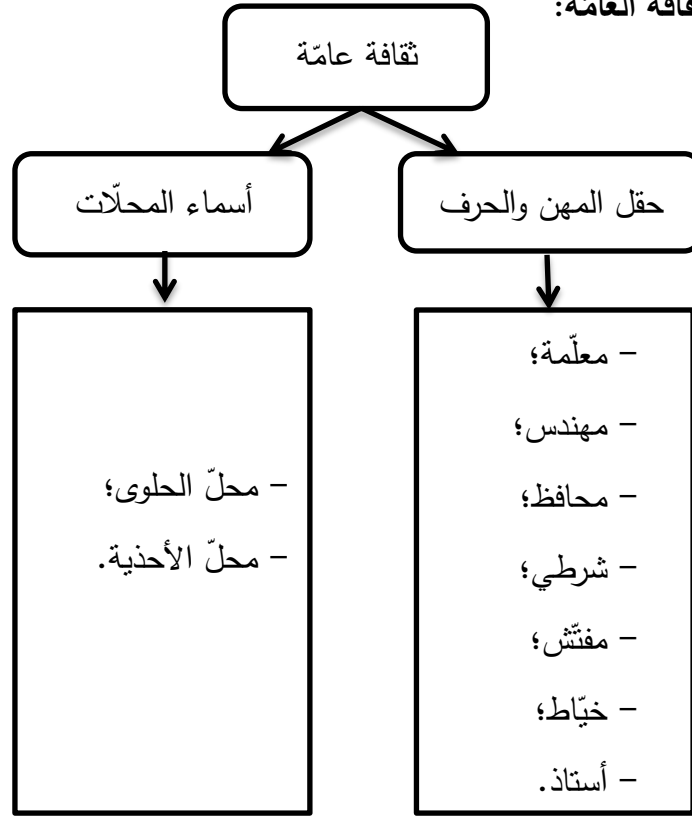 العامّة:
ثقافة عامّة
حقل المهن والحرف
أسماء المحلّات
- معلّمة؛
- مهندس؛
- محافظ؛
- شرطي؛
- مفتّش؛
- خيّاط؛
- أستاذ.
- محلّ الحلوى؛
- محلّ الأحذية.